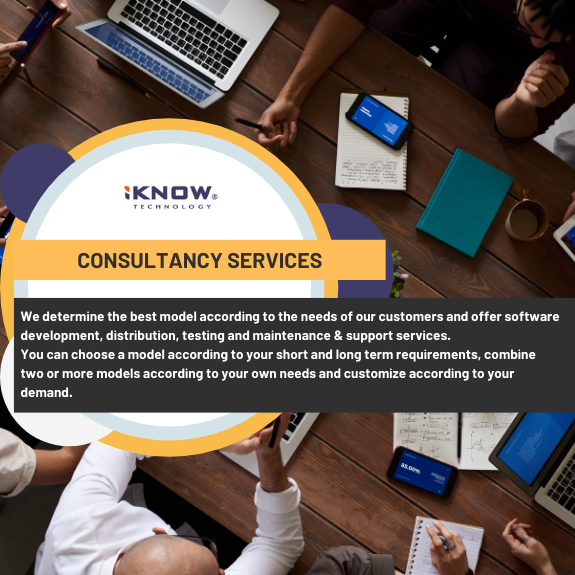 iKNOW®
TECHNOLOGY
CONSULTANCY SERVICES
We determine the best model according to the needs of our customers and offer software
development, distribution, testing and maintenance & support services.
You can choose a model according to your short and long term requirements, combine
two or more models according to your own needs and customize according to your
demand.
85.00%